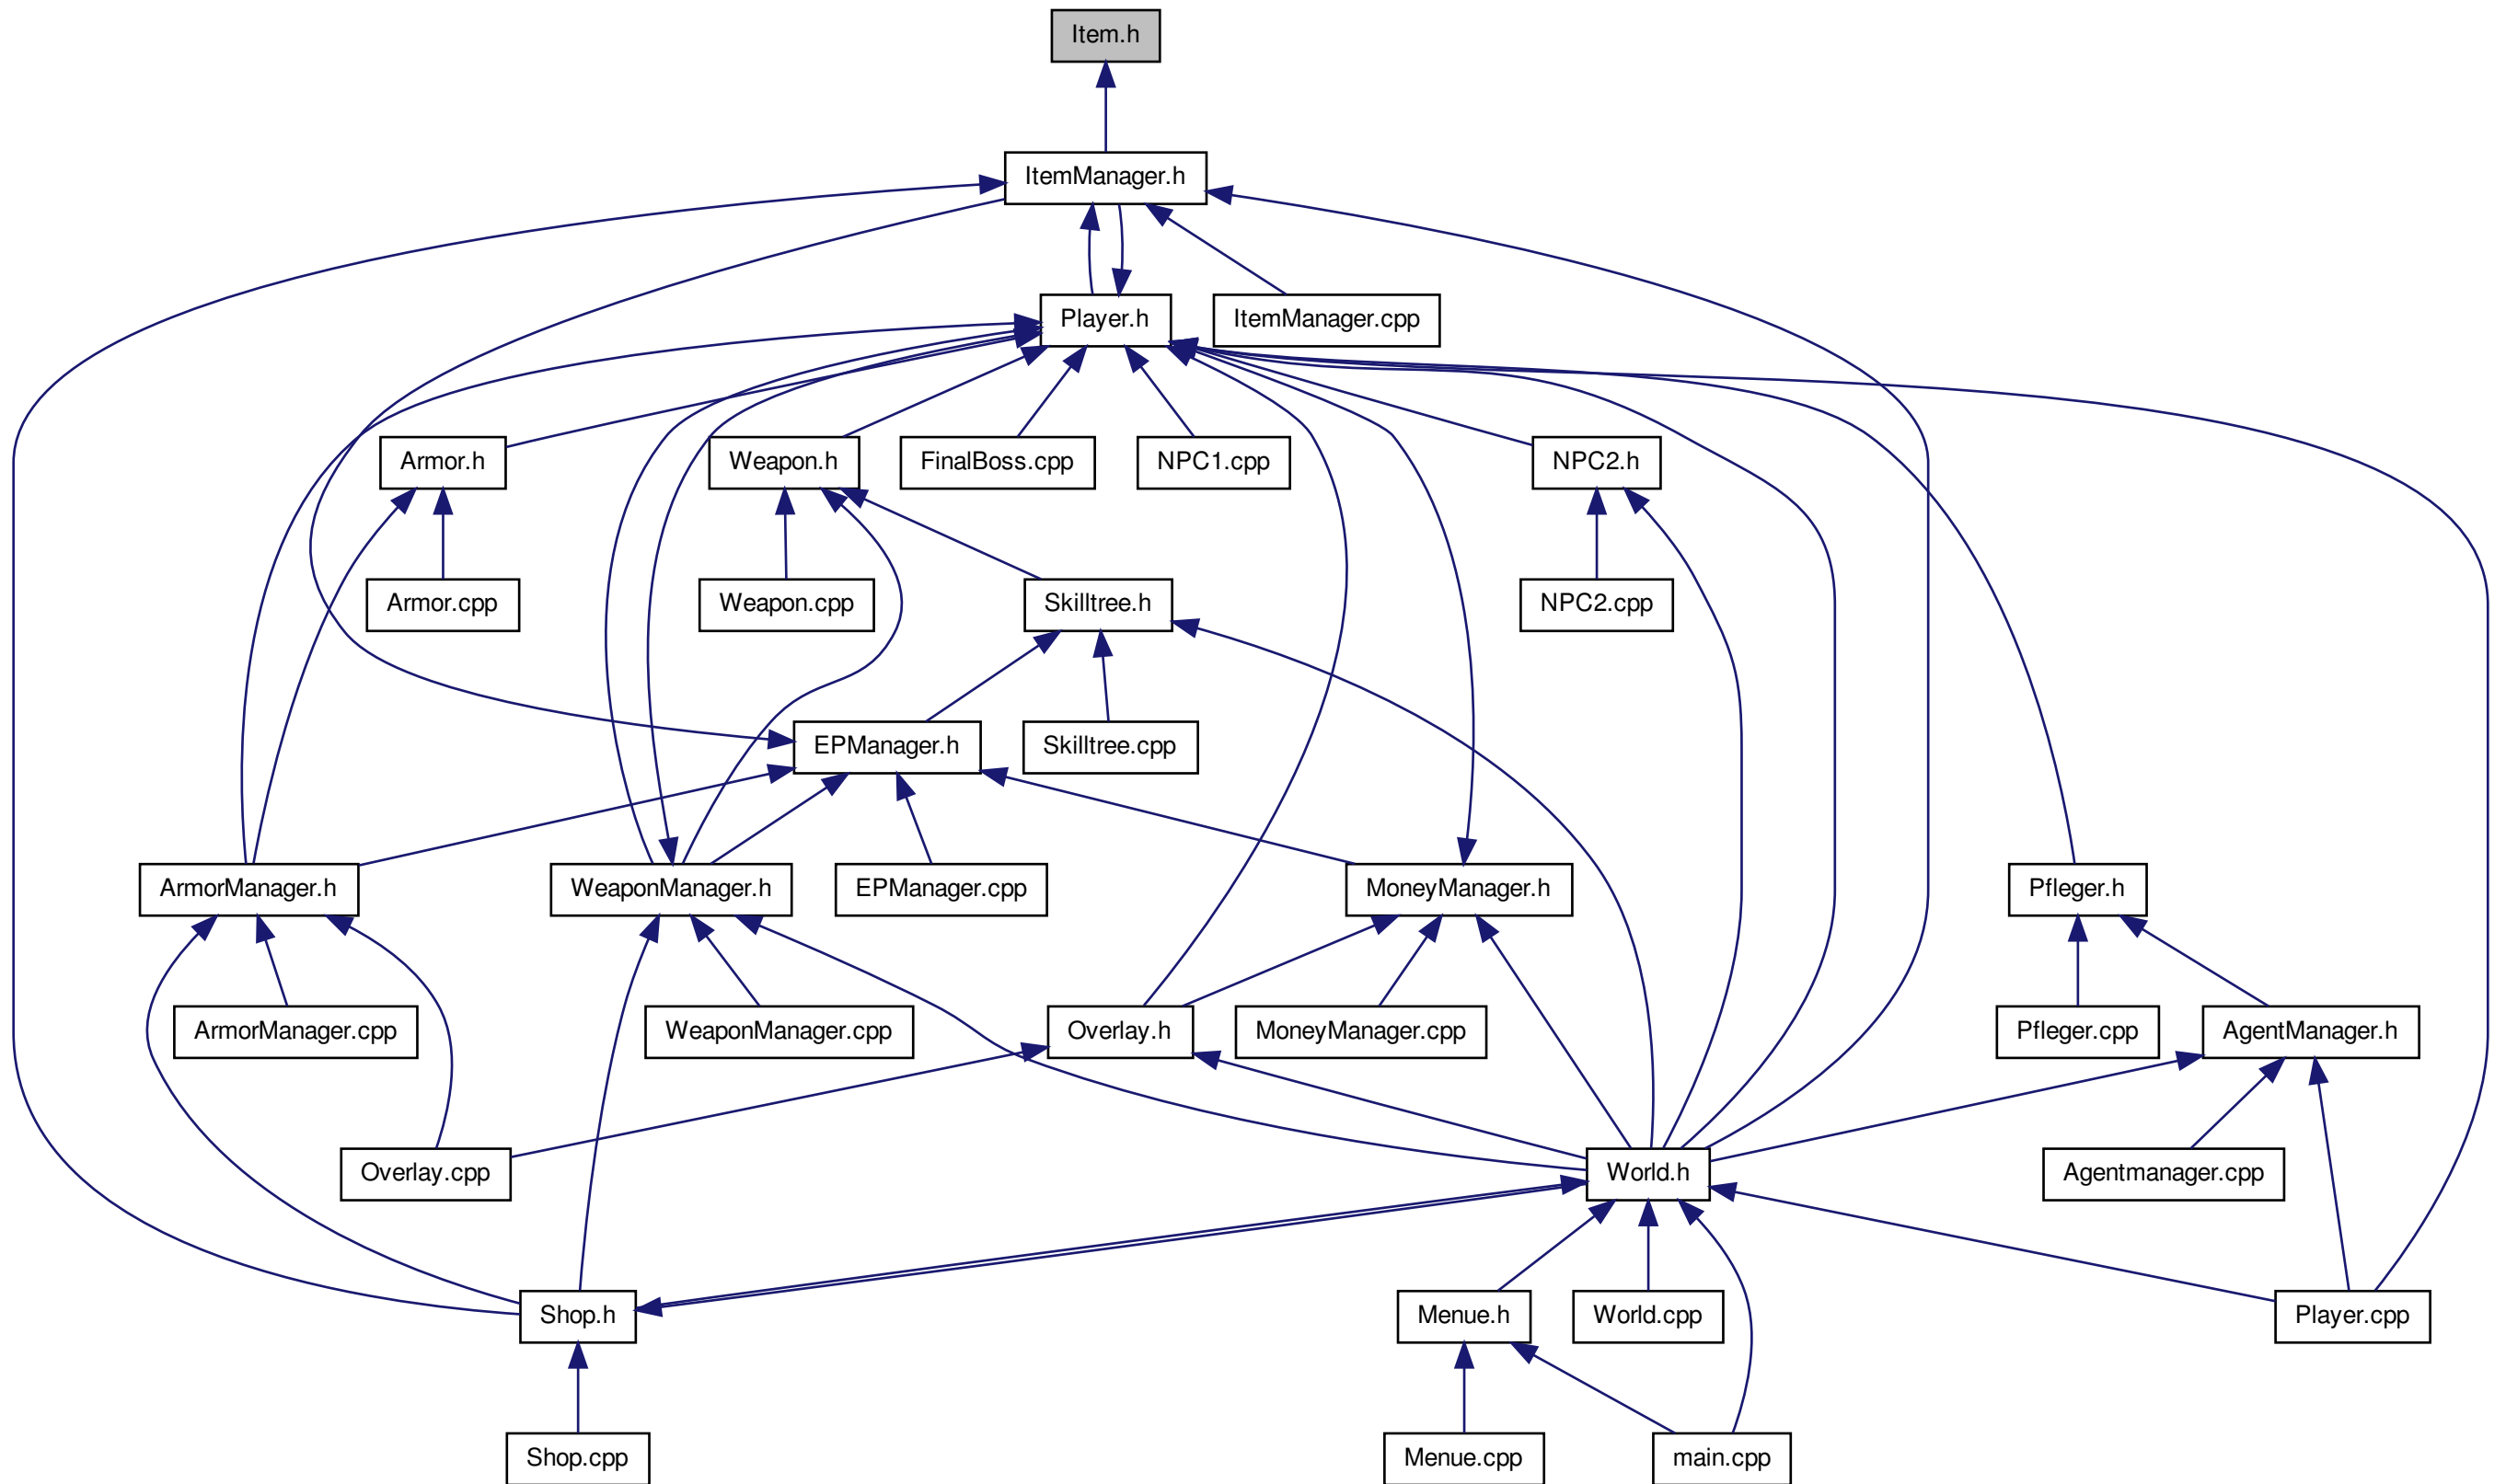 Item.h
ItemManager.h
Player.h
ItemManager.cpp
Armor.h
Weapon.h
FinalBoss.cpp
NPC1.cpp
NPC2.h
Armor.cpp
Weapon.cpp
Skilltree.h
NPC2.cpp
EPManager.h
Skilltree.cpp
ArmorManager.h
WeaponManager.h
EPManager.cpp
MoneyManager.h
Pfleger.h
ArmorManager.cpp
WeaponManager.cpp
Overlay.h
MoneyManager.cpp
Pfleger.cpp
AgentManager.h
Overlay.cpp
World.h
Agentmanager.cpp
Shop.h
Menue.h
World.cpp
Player.cpp
Shop.cpp
Menue.cpp
main.cpp